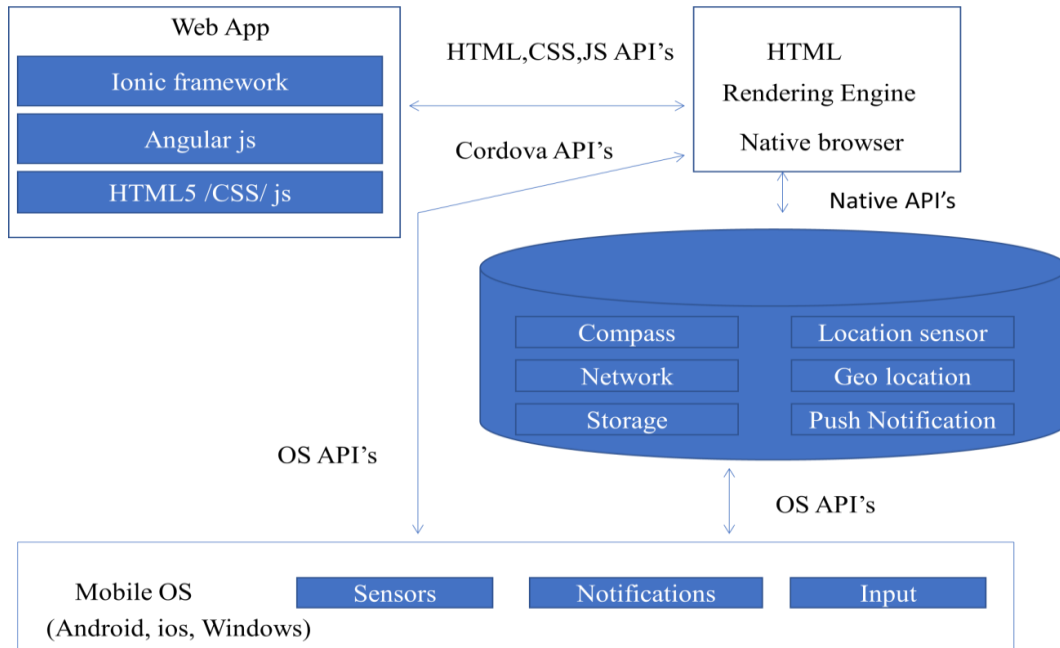 Web App
Ionic framework
Angular js
HTML5 /CSS/ js
HTML,CSS,JS API’s
Cordova API’s
HTML
Rendering Engine
Native browser
Native API’s
Compass
Location sensor
Network
Geo location
Storage
Push Notification
OS API’s
OS API’s
Mobile OS
(Android, ios, Windows)
Sensors
Notifications
Input